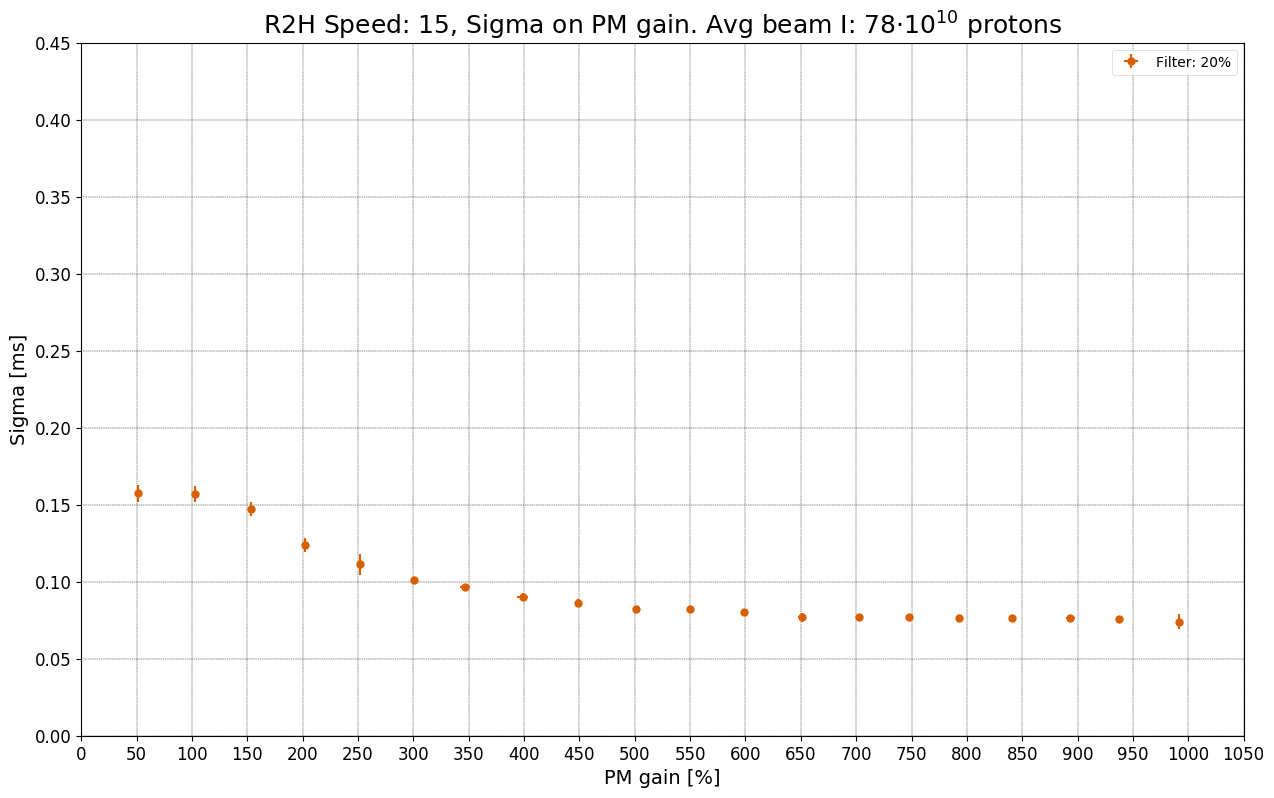 R2H Speed: 15, Sigma on PM gain. Avg beam I: 78·10¹⁰ protons
Filter: 20%
0.45
0.40
0.35
0.30
0.25
0.20
0.15
0.10
0.05
0.00
Sigma [ms]
0 50 100 150 200 250 300 350 400 450 500 550 600 650 700 750 800 850 900 950 1000 1050
PM gain [%]